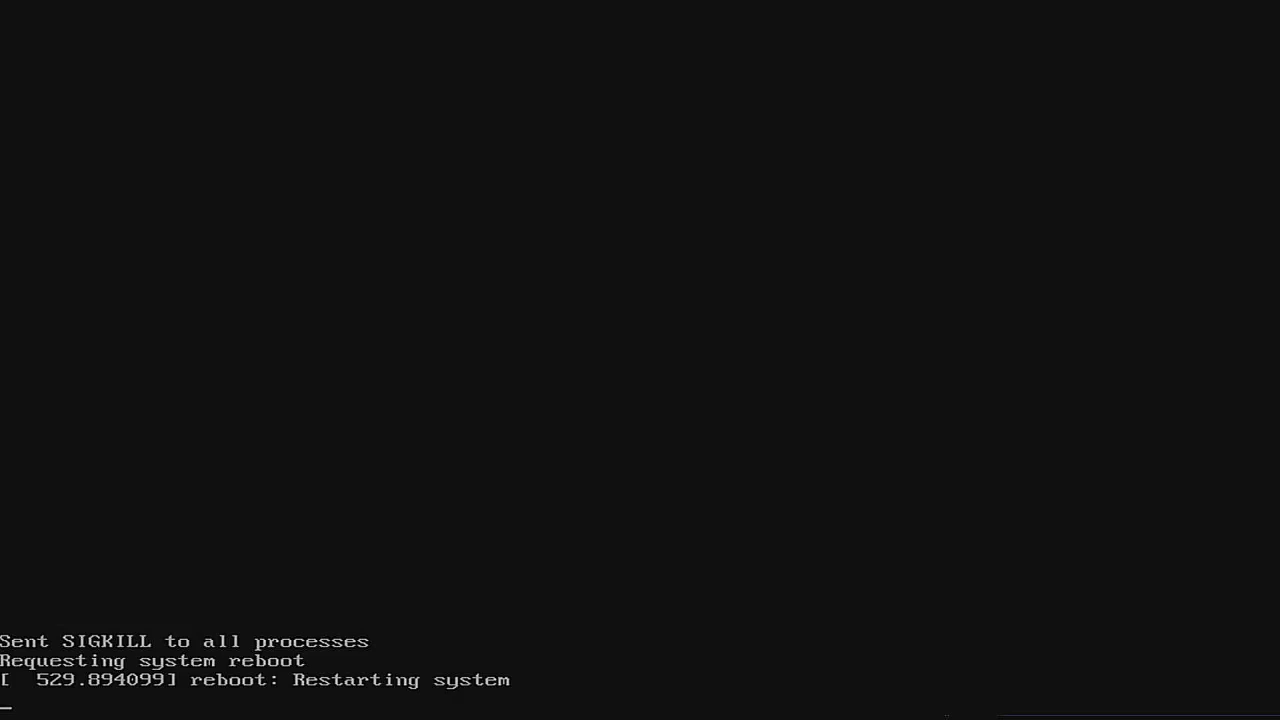 Sent SIGKILL to all processes
Requesting system reboot
[  529.894099] reboot: Restarting system
_